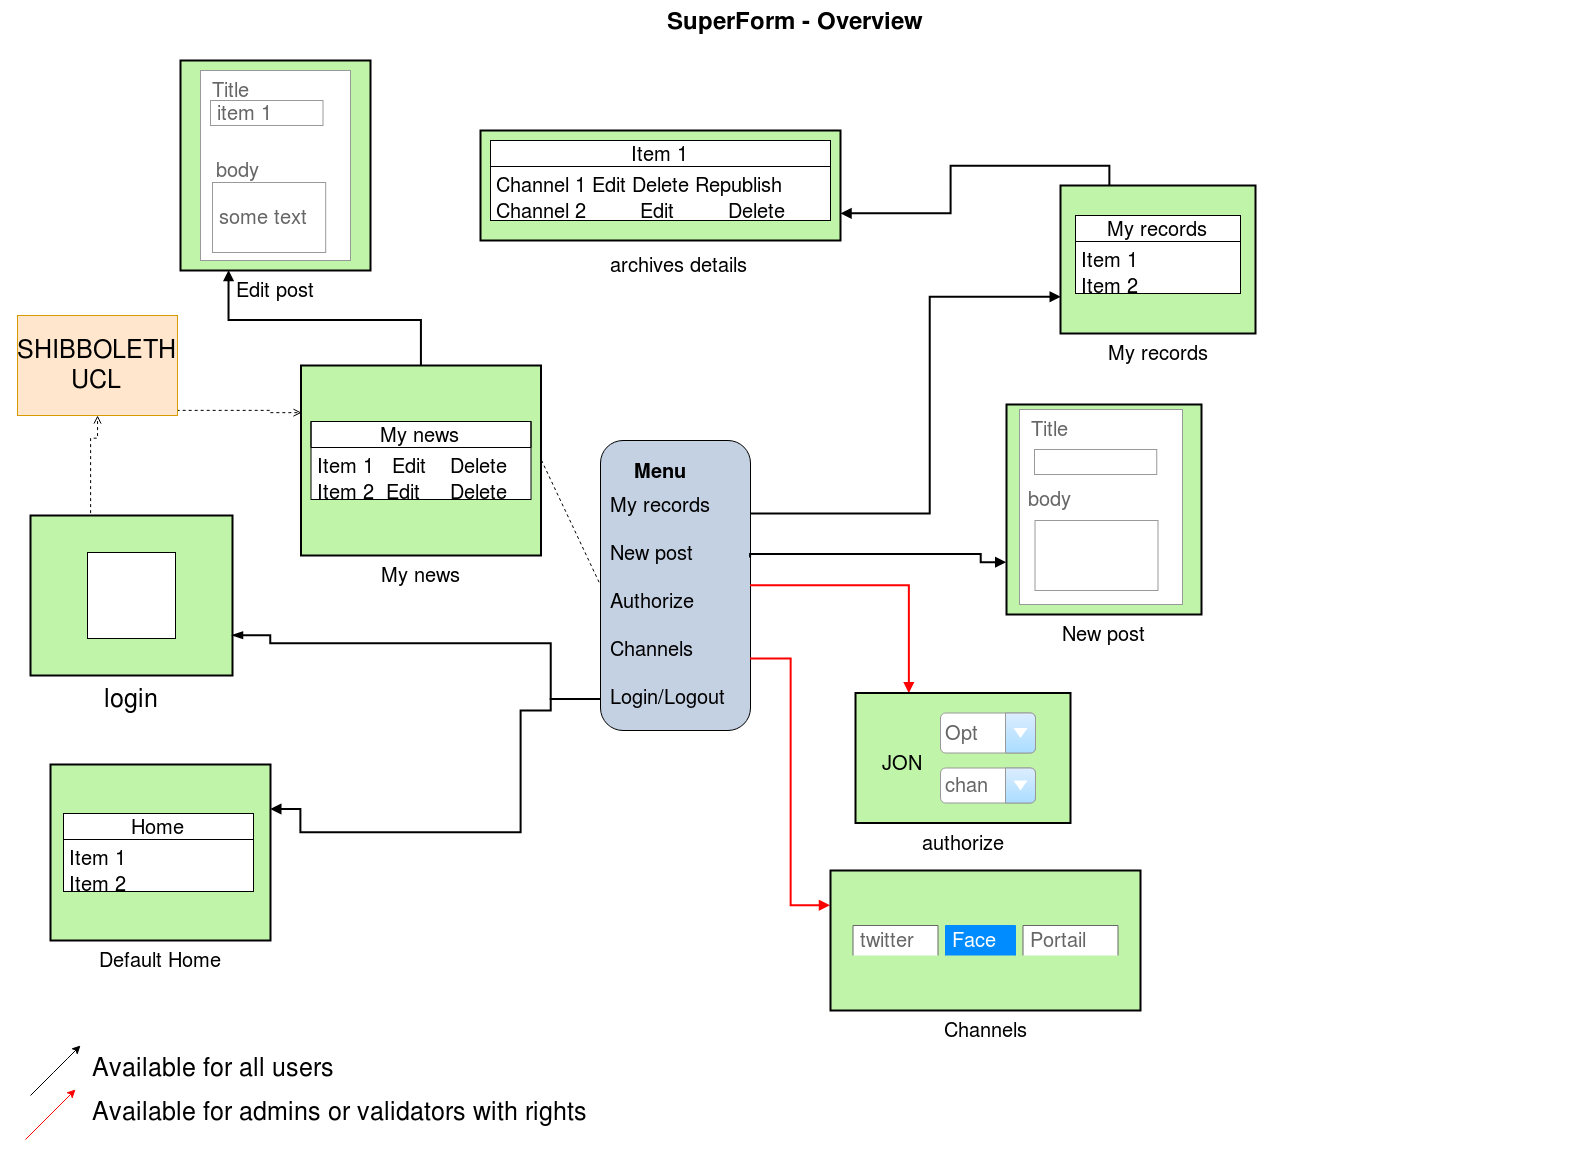 SuperForm - Overview
Title
item 1
body
some text
Edit post
Item 1
Channel 1 Edit Delete Republish
Channel 2 Edit Delete
archives details
My records
Item 1
Item 2
My records
SHIBBOLETH
UCL
My news
Item 1 Edit Delete
Item 2 Edit Delete
My news
Menu
My records
New post
Authorize
Channels
Login/Logout
Title
body
New post
login
JON
Opt
chan
authorize
Home
Item 1
Item 2
Default Home
twitter
Face
Portail
Channels
Available for all users
Available for admins or validators with rights